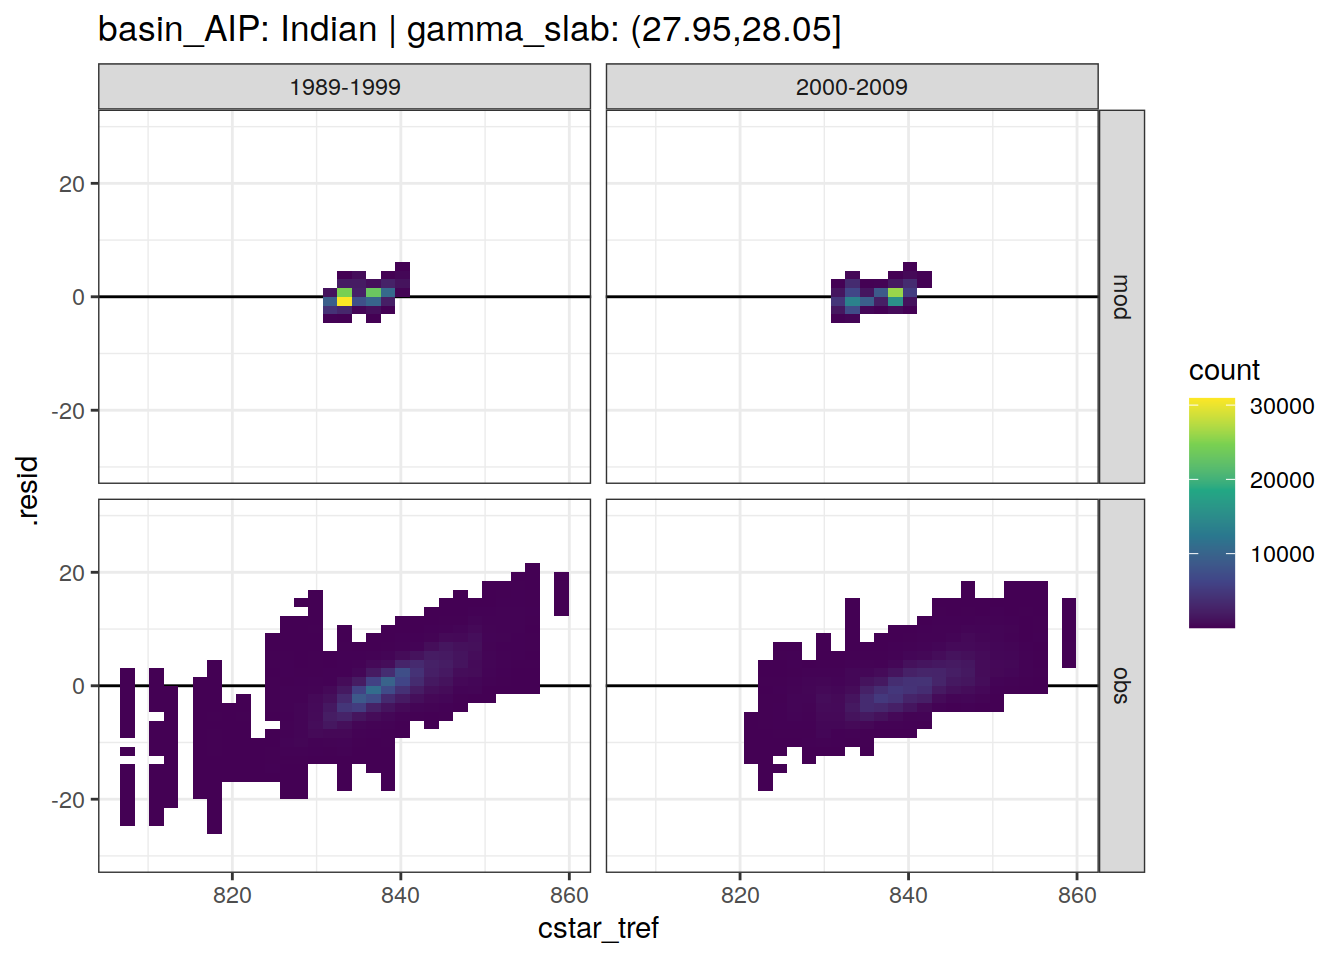 basin_AIP: Indian | gamma_slab: (27.95,28.05]
1989-1999
2000-2009
20
0
-20
mod
20
0
-20
obs
.resid
820
840
860
820
840
860
cstar_tref
count
30000
20000
10000